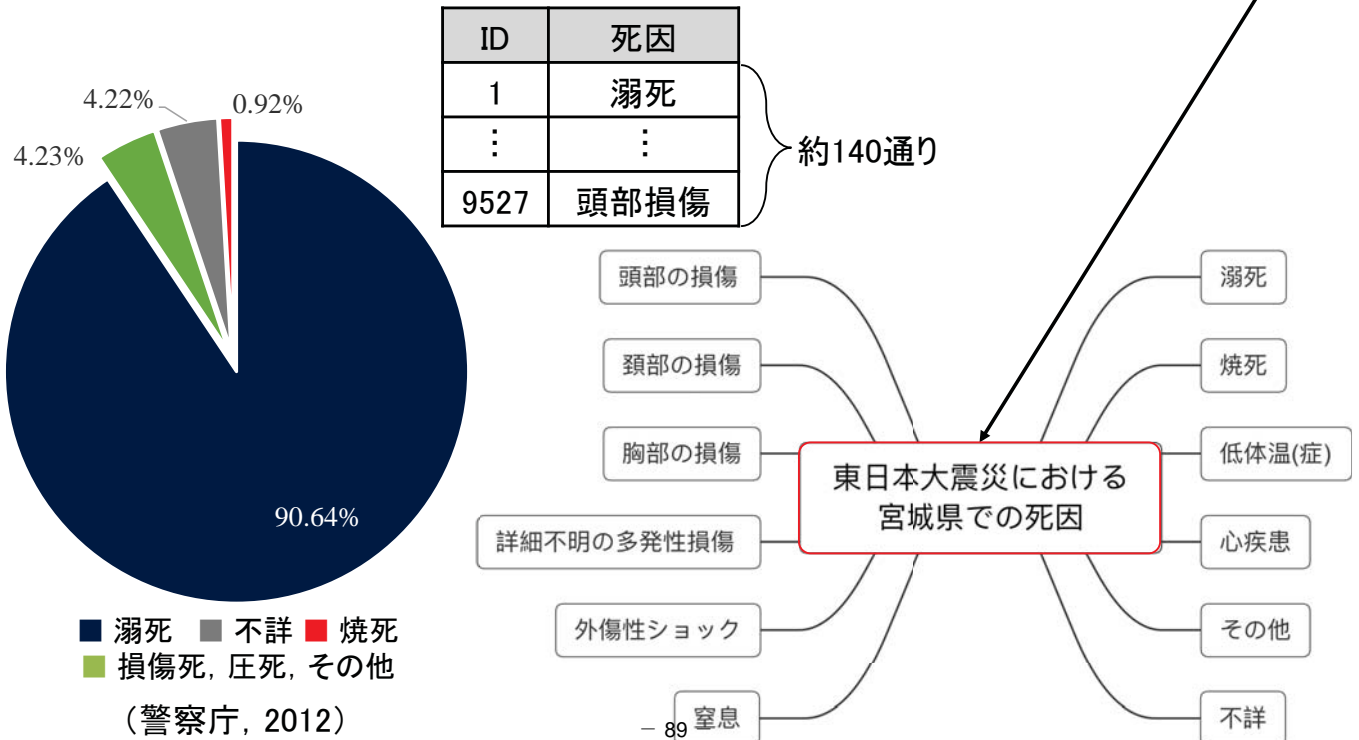 4.22%
0.92%
4.23%
90.64%
溺死 不詳 焼死
損傷死, 圧死, その他
（警察庁, 2012）
ID 死因
1 溺死
⋮ ⋮
9527 頭部損傷
約140通り
頭部の損傷
頚部の損傷
胸部の損傷
詳細不明の多発性損傷
外傷性ショック
窒息
東日本大震災における
宮城県での死因
溺死
焼死
低体温(症)
心疾患
その他
不詳
− 89